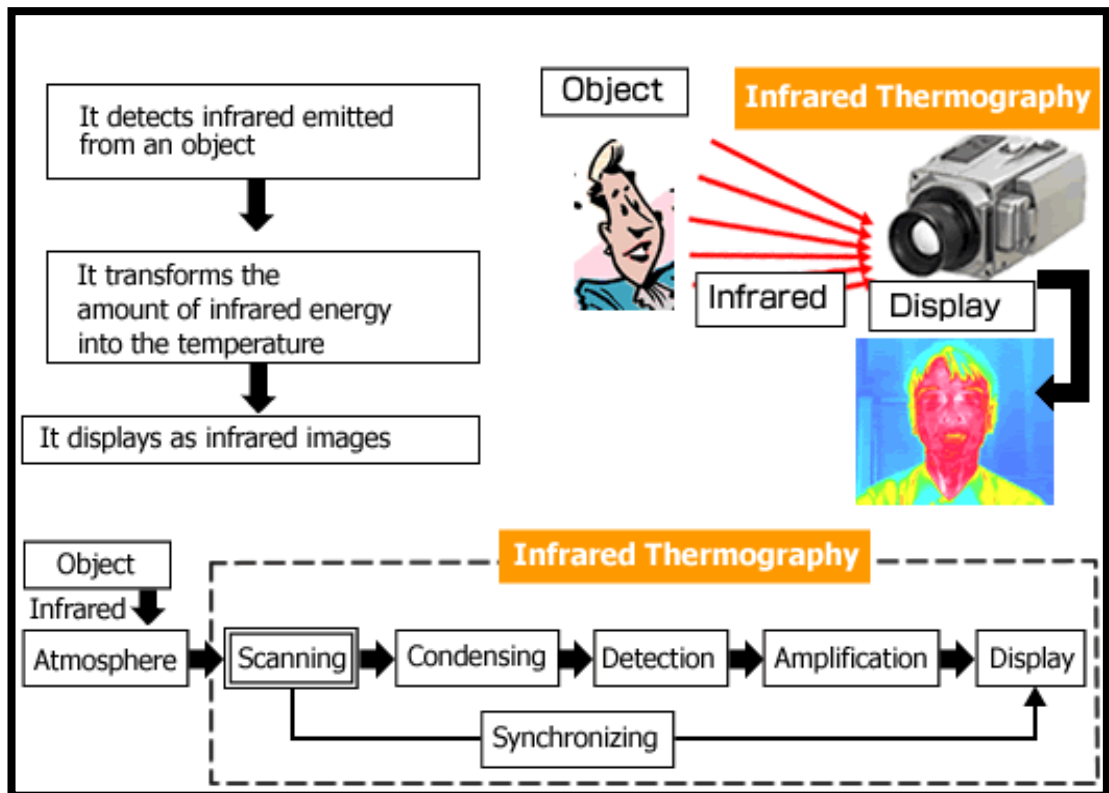 It detects infrared emitted
from an object
It transforms the
amount of infrared energy
into the temperature
It displays as infrared images
Object
Infrared Thermography
Infrared
Display
Infrared Thermography
Object
Infrared
Atmosphere
Scanning
Condensing
Detection
Amplification
Display
Synchronizing